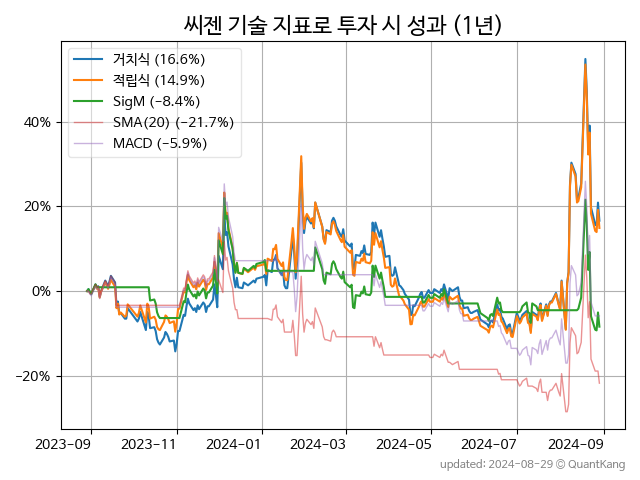 씨젠 기술 지표로 투자 시 성과 (1년)
거치식 (16.6%)
적립식 (14.9%)
SigM (−8.4%)
SMA(20) (−21.7%)
MACD (−5.9%)
40%
20%
0%
−20%
2023-09 2023-11 2024-01 2024-03 2024-05 2024-07 2024-09
updated: 2024-08-29 © QuantKang